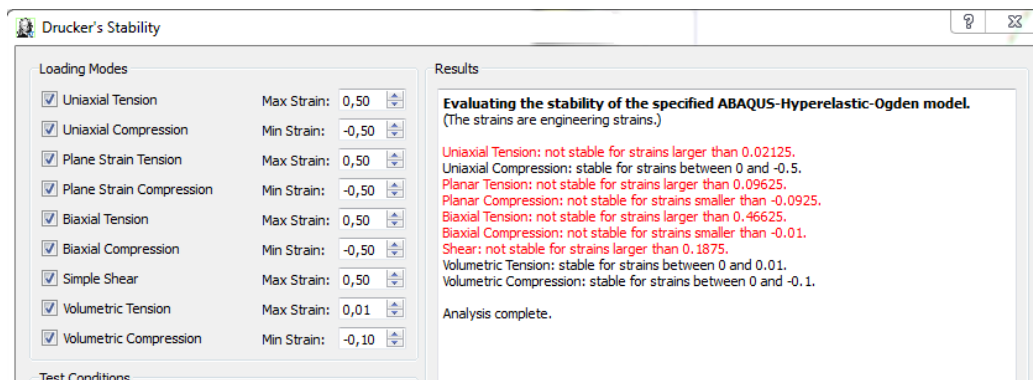 Drucker's Stability
Loading Modes
Uniaxial Tension Max Strain: 0,50
Uniaxial Compression Min Strain: -0,50
Plane Strain Tension Max Strain: 0,50
Plane Strain Compression Min Strain: -0,50
Biaxial Tension Max Strain: 0,50
Biaxial Compression Min Strain: -0,50
Simple Shear Max Strain: 0,50
Volumetric Tension Max Strain: 0,01
Volumetric Compression Min Strain: -0,10
Test Conditions
Results
Evaluating the stability of the specified ABAQUS-Hyperelastic-Ogden model.
(The strains are engineering strains.)
Uniaxial Tension: not stable for strains larger than 0.02125.
Uniaxial Compression: stable for strains between 0 and -0.5.
Planar Tension: not stable for strains larger than 0.09625.
Planar Compression: not stable for strains smaller than -0.0925.
Biaxial Tension: not stable for strains larger than 0.46625.
Biaxial Compression: not stable for strains smaller than -0.01.
Shear: not stable for strains larger than 0.1875.
Volumetric Tension: stable for strains between 0 and 0.01.
Volumetric Compression: stable for strains between 0 and -0.1.
Analysis complete.